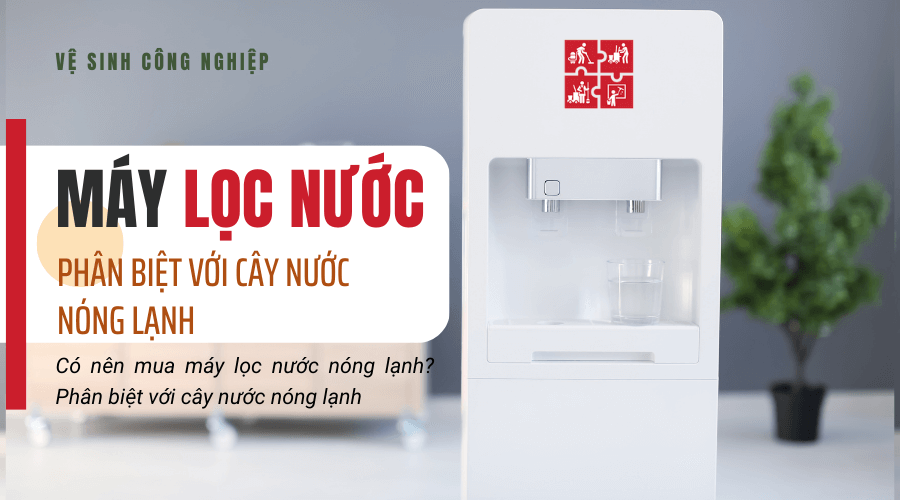 VỆ SINH CÔNG NGHIỆP
MÁY LỌC NƯỚC
PHÂN BIỆT VỚI CÂY NƯỚC
NÓNG LẠNH
Có nên mua máy lọc nước nóng lạnh?
Phân biệt với cây nước nóng lạnh